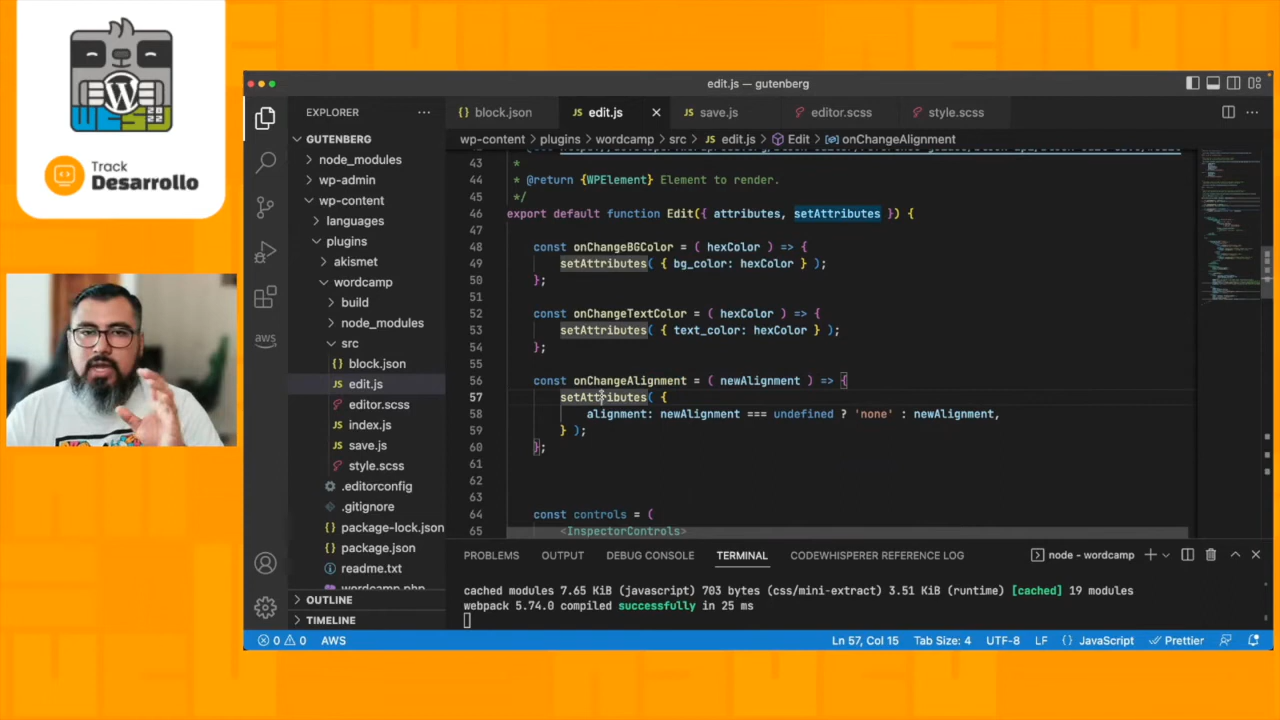 WCES22
Track
Desarrollo
edit.js — gutenberg
EXPLORER
GUTENBERG
node_modules
wp-admin
wp-content
languages
plugins
akismet
wordcamp
build
node_modules
src
block.json
edit.js
editor.scss
index.js
save.js
style.scss
.editorconfig
.gitignore
package-lock.json
package.json
readme.txt
wordcamp.php
OUTLINE
TIMELINE
block.json edit.js save.js editor.scss style.scss
wp-content > plugins > wordcamp > src > edit.js > Edit > onChangeAlignment
43 *
44 * @return {WPElement} Element to render.
45 */
46 export default function Edit({ attributes, setAttributes }) {
47
48 const onChangeBGColor = ( hexColor ) => {
49 setAttributes( { bg_color: hexColor } );
50 };
51
52 const onChangeTextColor = ( hexColor ) => {
53 setAttributes( { text_color: hexColor } );
54 };
55
56 const onChangeAlignment = ( newAlignment ) => {
57 setAttributes( {
58 alignment: newAlignment === undefined ? 'none' : newAlignment,
59 } );
60 };
61
62
63
64 const controls = (
65 <InspectorControls>
PROBLEMS OUTPUT DEBUG CONSOLE TERMINAL CODEWHISPERER REFERENCE LOG node - wordcamp
cached modules 7.65 KiB (javascript) 703 bytes (css/mini-extract) 3.51 KiB (runtime) [cached] 19 modules
webpack 5.74.0 compiled successfully in 25 ms
0 0 AWS Ln 57, Col 15 Tab Size: 4 UTF-8 LF {} JavaScript Prettier
aws